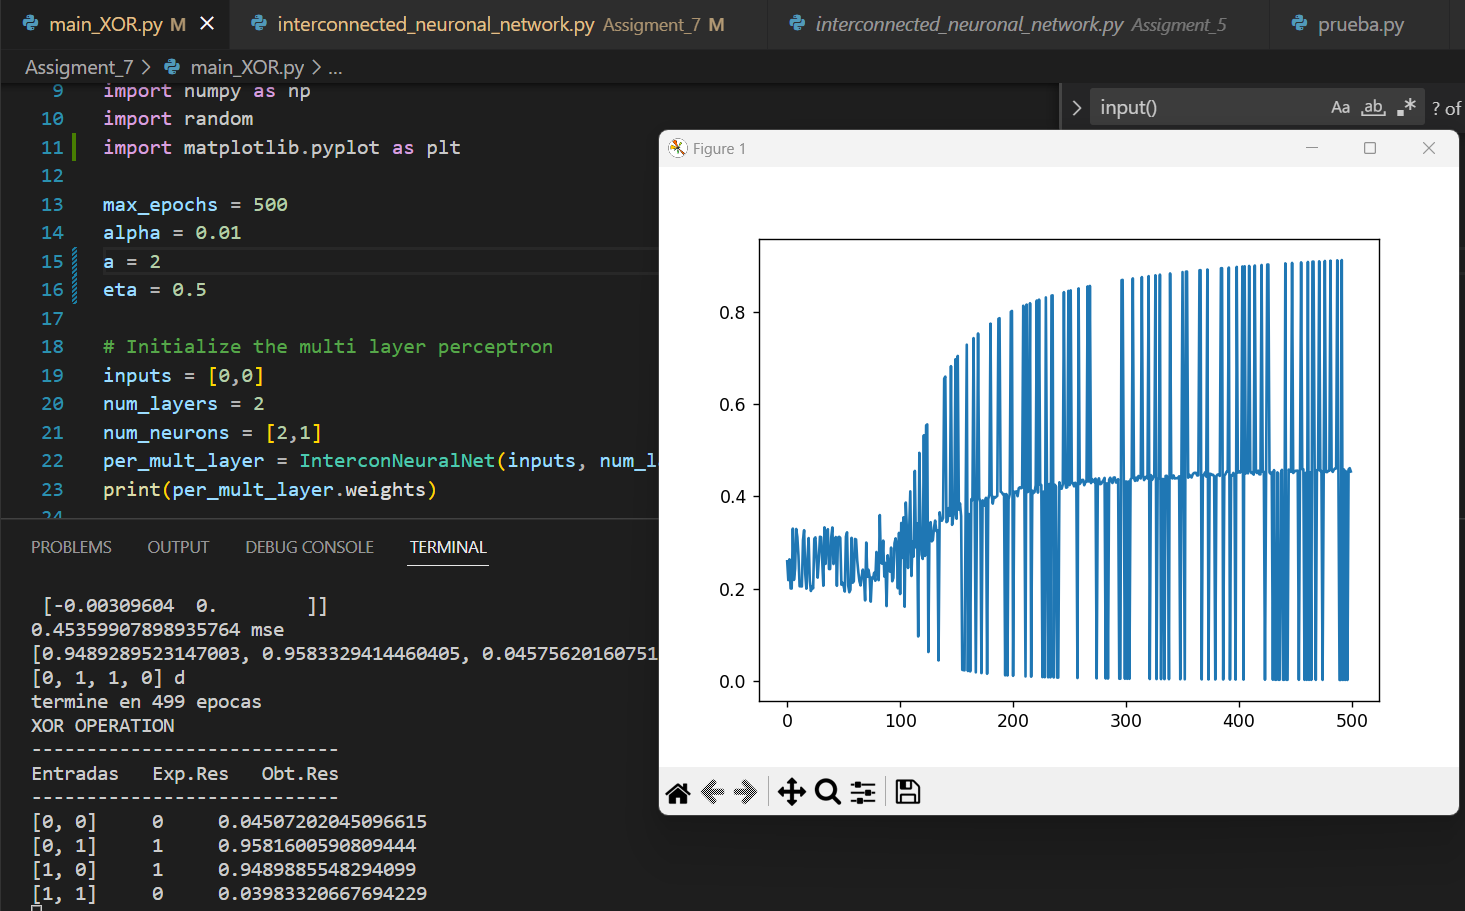 main_XOR.py M
interconnected_neuronal_network.py Assigment_7 M
interconnected_neuronal_network.py Assigment_5
prueba.py
Assigment_7 > main_XOR.py > ...
input()
Aa ab, .* ? of
9 import numpy as np
10 import random
11 import matplotlib.pyplot as plt
12
13 max_epochs = 500
14 alpha = 0.01
15 a = 2
16 eta = 0.5
17
18 # Initialize the multi layer perceptron
19 inputs = [0,0]
20 num_layers = 2
21 num_neurons = [2,1]
22 per_mult_layer = InterconNeuralNet(inputs, num_l
23 print(per_mult_layer.weights)
24
PROBLEMS OUTPUT DEBUG CONSOLE TERMINAL
[-0.00309604 0. ]]
0.45359907898935764 mse
[0.9489289523147003, 0.9583329414460405, 0.04575620160751
[0, 1, 1, 0] d
termine en 499 epocas
XOR OPERATION
----------------------------
Entradas Exp.Res Obt.Res
----------------------------
[0, 0] 0 0.04507202045096615
[0, 1] 1 0.9581600590809444
[1, 0] 1 0.9489885548294099
[1, 1] 0 0.03983320667694229
Figure 1
0.8
0.6
0.4
0.2
0.0
0 100 200 300 400 500